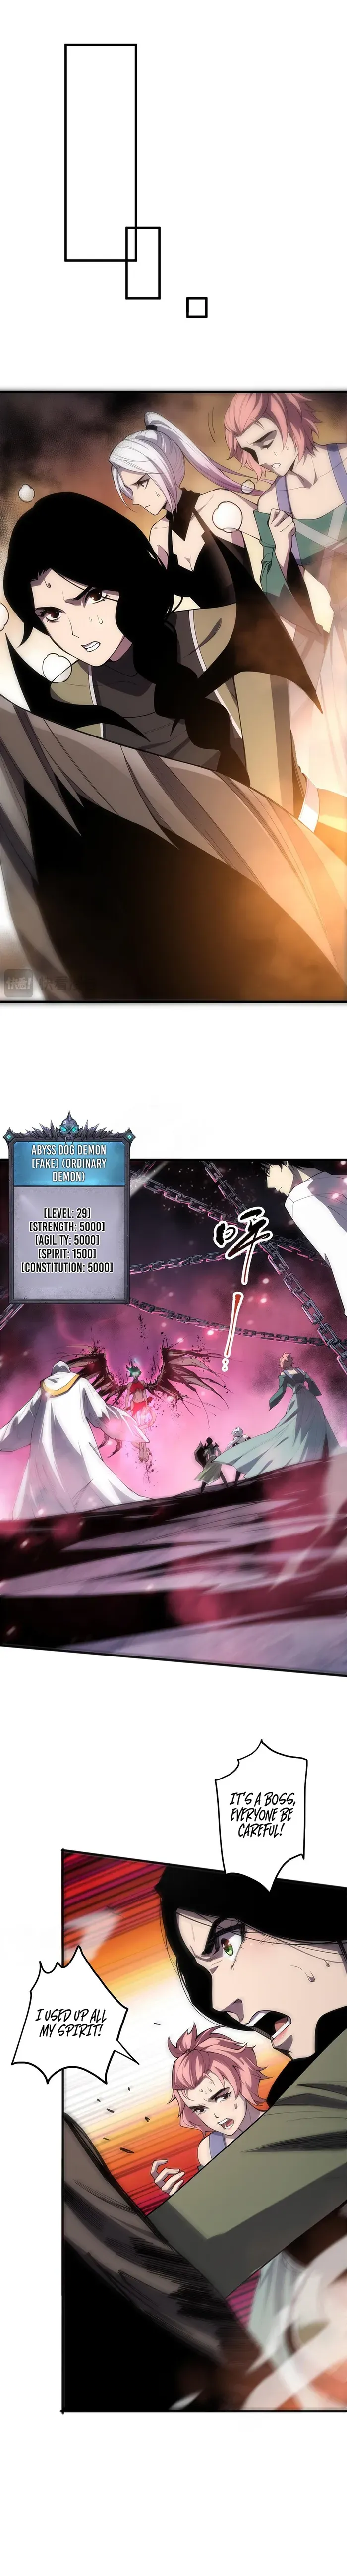 ABYSS DOG DEMON
[FAKE] (ORDINARY
DEMON)
[LEVEL: 29]
[STRENGTH: 5000]
[AGILITY: 5000]
[SPIRIT: 1500]
[CONSTITUTION: 5000]
IT'S A BOSS,
EVERYONE BE
CAREFUL!
I USED UP ALL
MY SPIRIT!